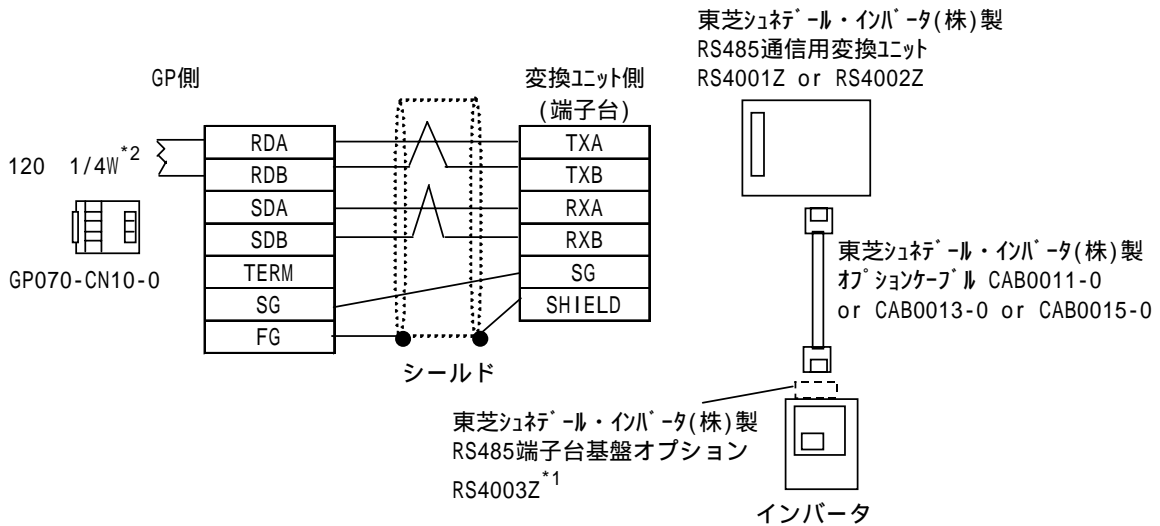 東芝ｼｭﾈﾃﾞｰﾙ・ｲﾝﾊﾞｰﾀ(株)製
RS485通信用変換ﾕﾆｯﾄ
RS4001Z or RS4002Z
GP側
変換ﾕﾆｯﾄ側
(端子台)
120 1/4W*2
RDA
RDB
SDA
SDB
TERM
SG
FG
TXA
TXB
RXA
RXB
SG
SHIELD
GP070-CN10-0
シールド
東芝ｼｭﾈﾃﾞｰﾙ・ｲﾝﾊﾞｰﾀ(株)製
ｵﾌﾟｼｮﾝｹｰﾌﾞﾙ CAB0011-0
or CAB0013-0 or CAB0015-0
東芝ｼｭﾈﾃﾞｰﾙ・ｲﾝﾊﾞｰﾀ(株)製
RS485端子台基盤オプション
RS4003Z*1
インバータ